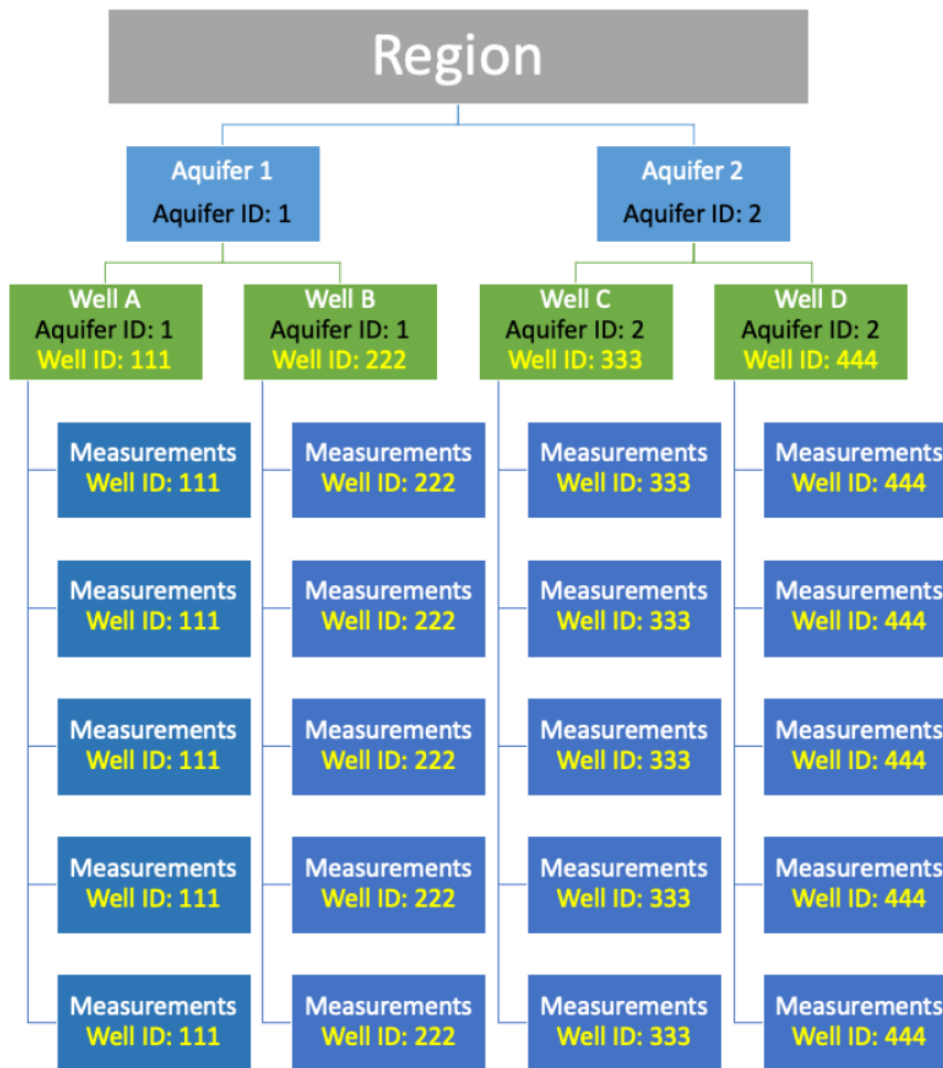 Region
Aquifer 1
Aquifer ID: 1
Aquifer 2
Aquifer ID: 2
Well A
Aquifer ID: 1
Well ID: 111
Well B
Aquifer ID: 1
Well ID: 222
Well C
Aquifer ID: 2
Well ID: 333
Well D
Aquifer ID: 2
Well ID: 444
Measurements
Well ID: 111
Measurements
Well ID: 222
Measurements
Well ID: 333
Measurements
Well ID: 444
Measurements
Well ID: 111
Measurements
Well ID: 222
Measurements
Well ID: 333
Measurements
Well ID: 444
Measurements
Well ID: 111
Measurements
Well ID: 222
Measurements
Well ID: 333
Measurements
Well ID: 444
Measurements
Well ID: 111
Measurements
Well ID: 222
Measurements
Well ID: 333
Measurements
Well ID: 444
Measurements
Well ID: 111
Measurements
Well ID: 222
Measurements
Well ID: 333
Measurements
Well ID: 444